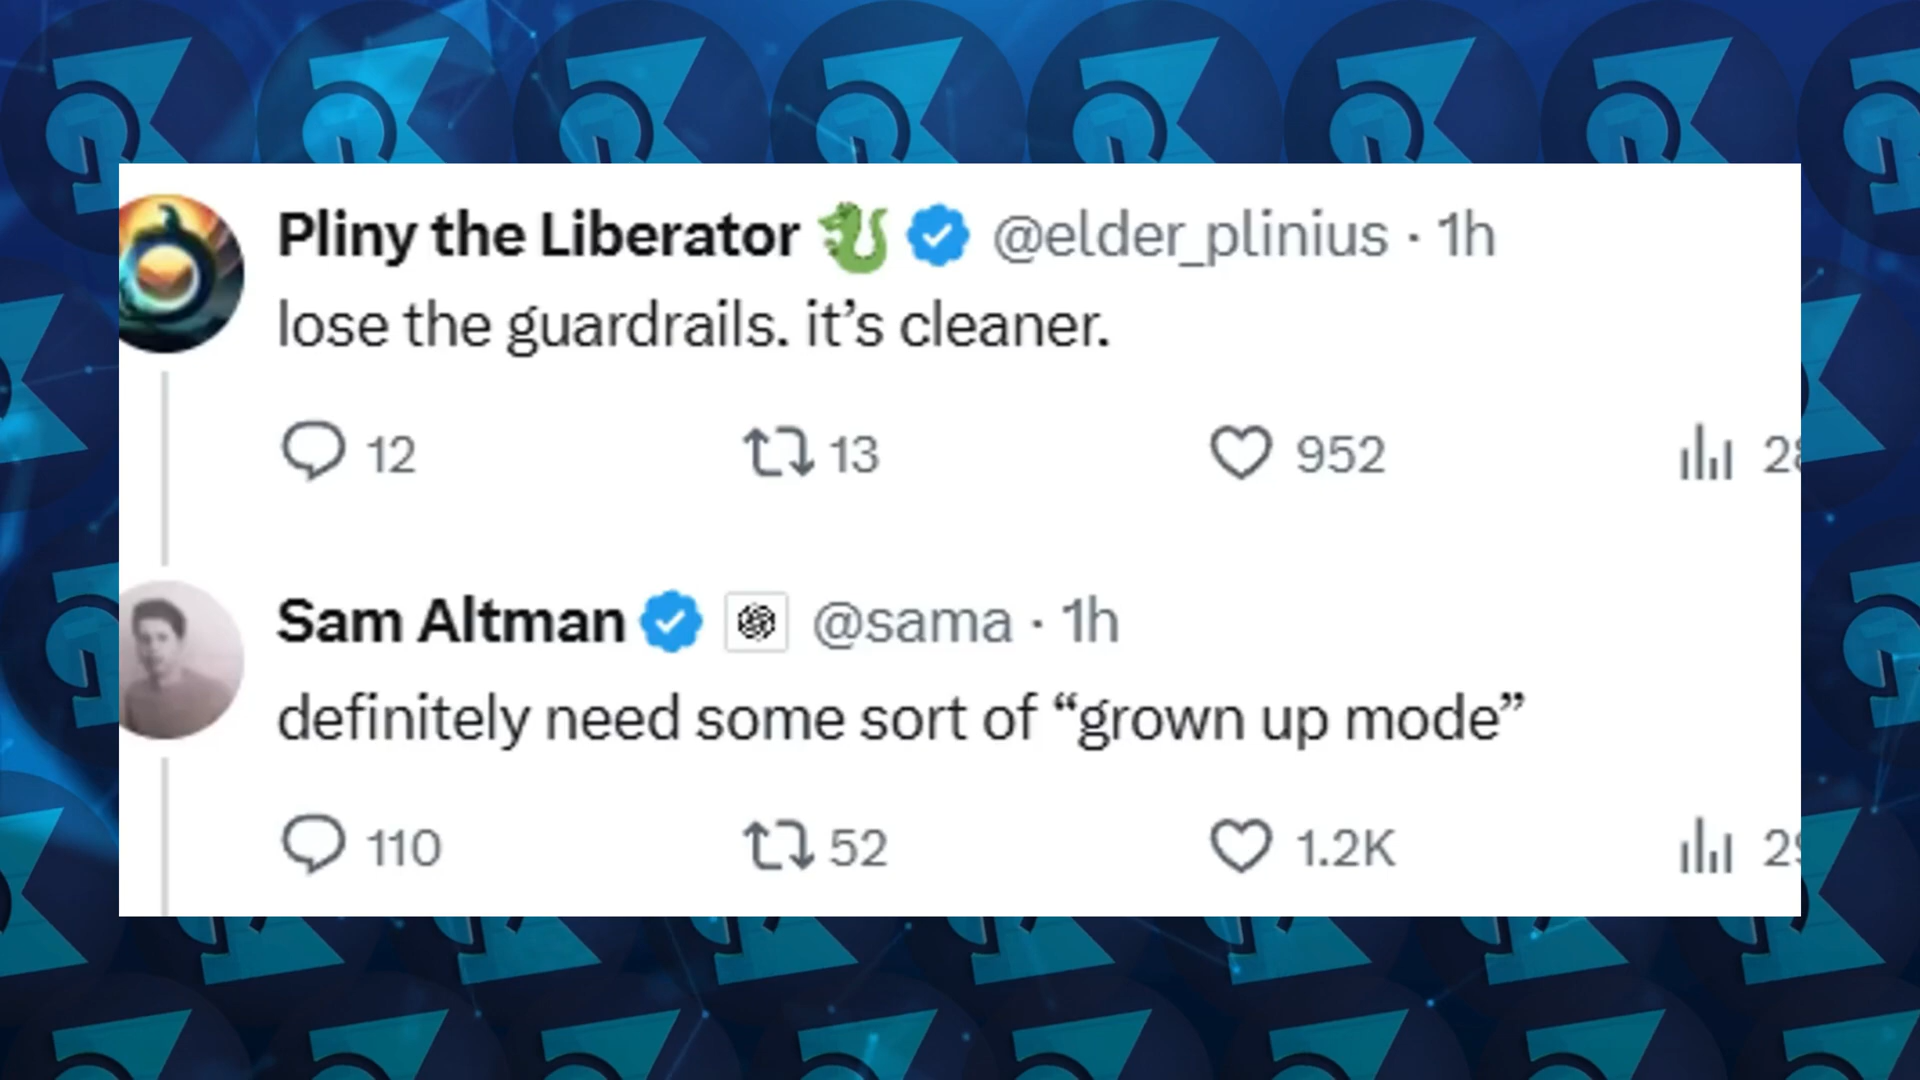 Pliny the Liberator 🐉 @elder_plinius · 1h
lose the guardrails. it’s cleaner.
12 13 952
Sam Altman @sama · 1h
definitely need some sort of “grown up mode”
110 52 1.2K